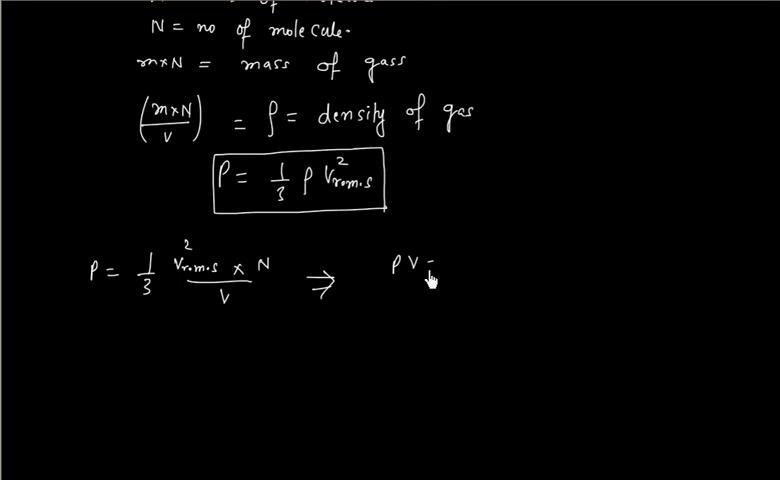 N = no of molecule.
m×N = mass of gass
(m×N / V) = ρ = density of gas
P = 1/3 ρ V²r.m.s
P = 1/3 V²r.m.s × N / V ⇒ PV =